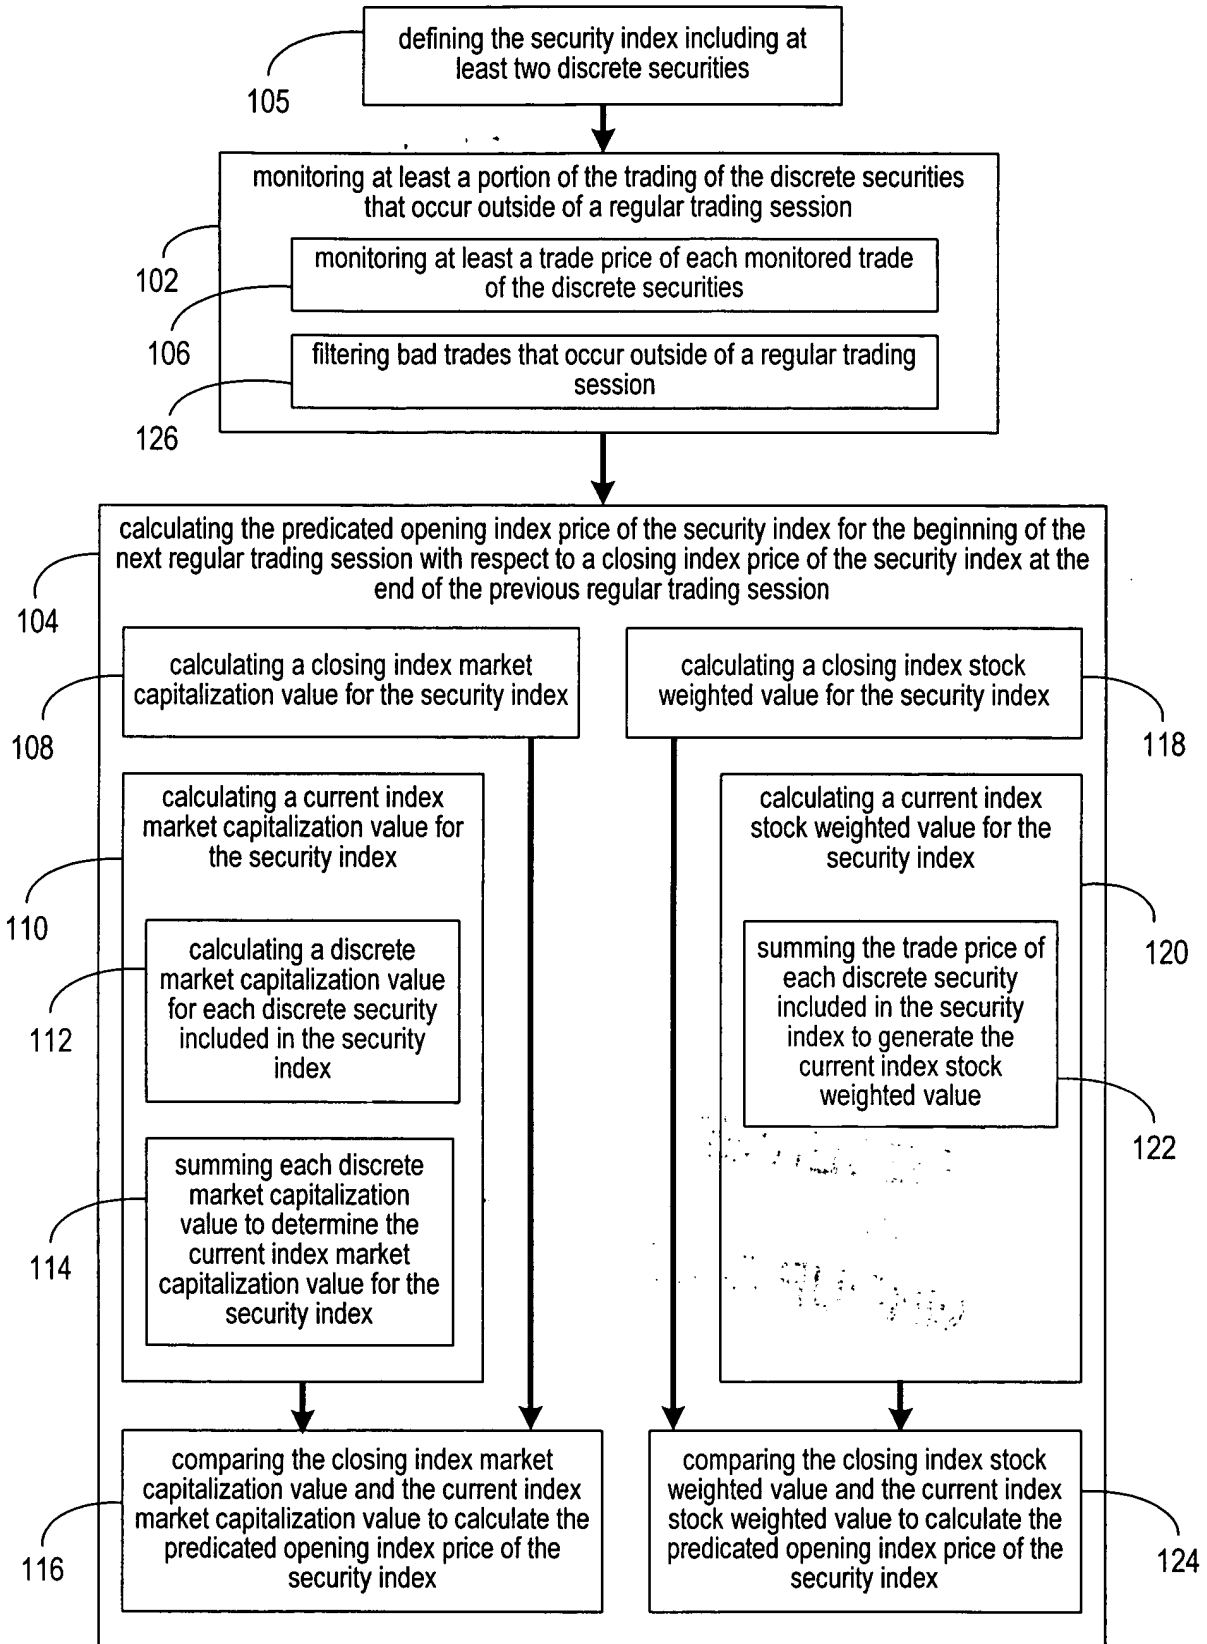 defining the security index including at
least two discrete securities
105
monitoring at least a portion of the trading of the discrete securities
that occur outside of a regular trading session
102
monitoring at least a trade price of each monitored trade
of the discrete securities
106
filtering bad trades that occur outside of a regular trading
session
126
calculating the predicated opening index price of the security index for the beginning of the
next regular trading session with respect to a closing index price of the security index at the
end of the previous regular trading session
104
calculating a closing index market
capitalization value for the security index
108
calculating a closing index stock
weighted value for the security index
118
calculating a current index
market capitalization value for
the security index
110
calculating a discrete
market capitalization value
for each discrete security
included in the security
index
112
summing each discrete
market capitalization
value to determine the
current index market
capitalization value for the
security index
114
calculating a current index
stock weighted value for the
security index
120
summing the trade price of
each discrete security
included in the security
index to generate the
current index stock
weighted value
122
comparing the closing index market
capitalization value and the current index
market capitalization value to calculate the
predicated opening index price of the
security index
116
comparing the closing index stock
weighted value and the current index
stock weighted value to calculate the
predicated opening index price of the
security index
124